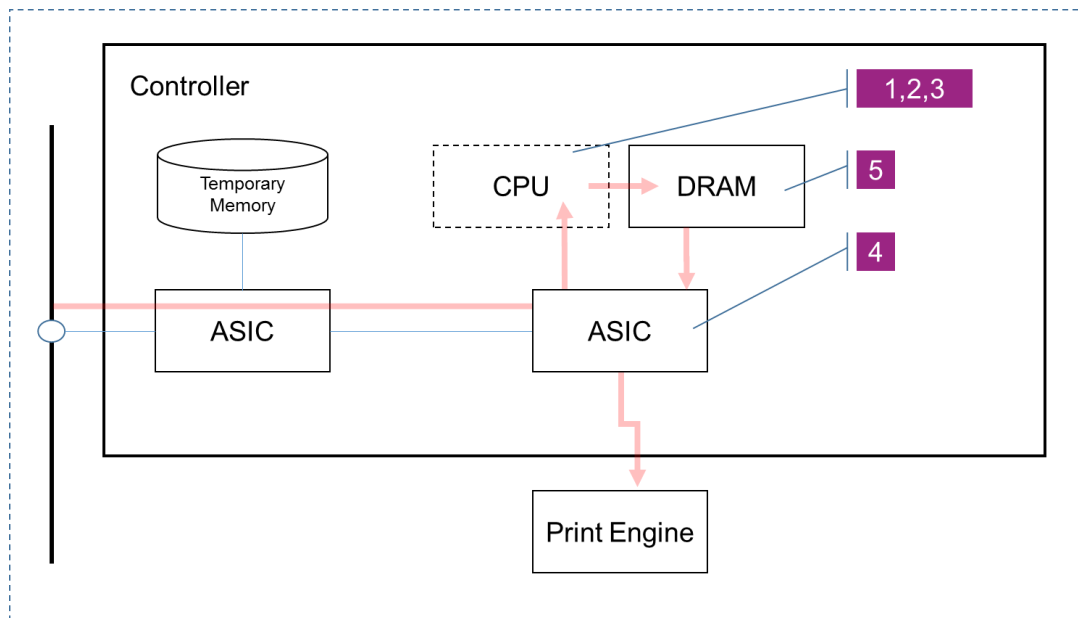 Controller
1,2,3
Temporary
Memory
CPU
DRAM
5
4
ASIC
ASIC
Print Engine